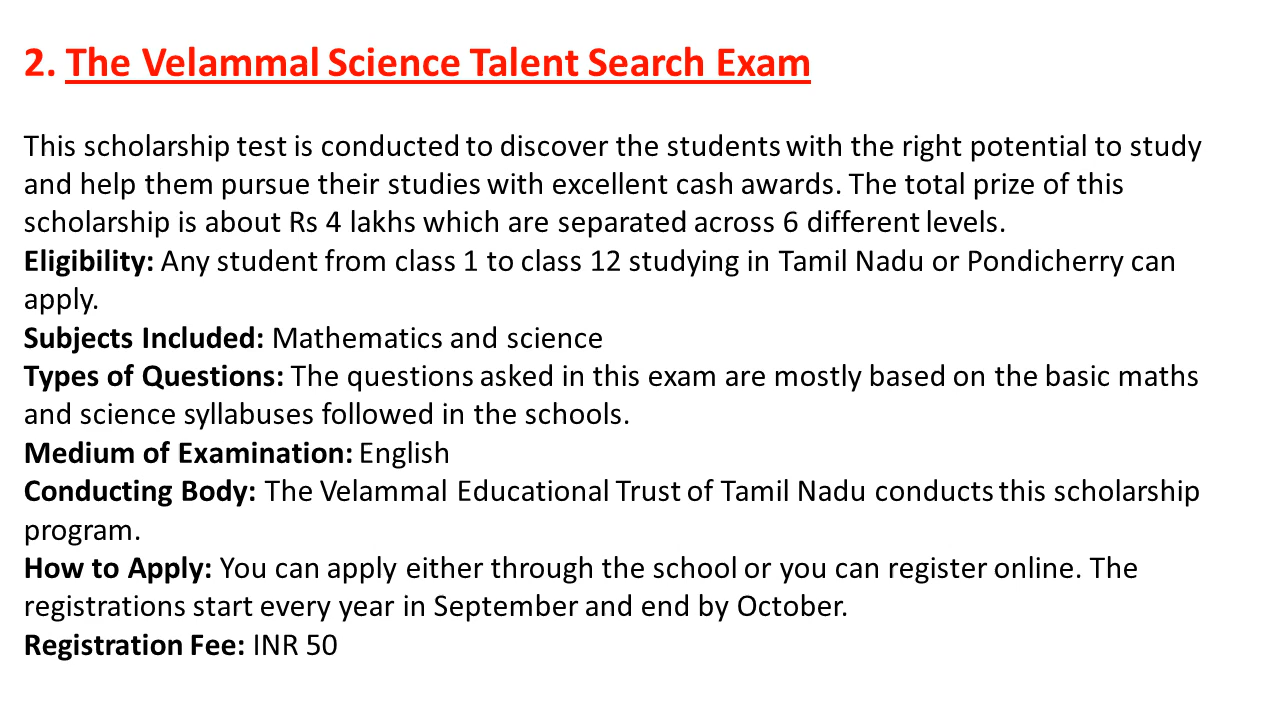 2. The Velammal Science Talent Search Exam
This scholarship test is conducted to discover the students with the right potential to study
and help them pursue their studies with excellent cash awards. The total prize of this
scholarship is about Rs 4 lakhs which are separated across 6 different levels.
Eligibility: Any student from class 1 to class 12 studying in Tamil Nadu or Pondicherry can
apply.
Subjects Included: Mathematics and science
Types of Questions: The questions asked in this exam are mostly based on the basic maths
and science syllabuses followed in the schools.
Medium of Examination: English
Conducting Body: The Velammal Educational Trust of Tamil Nadu conducts this scholarship
program.
How to Apply: You can apply either through the school or you can register online. The
registrations start every year in September and end by October.
Registration Fee: INR 50